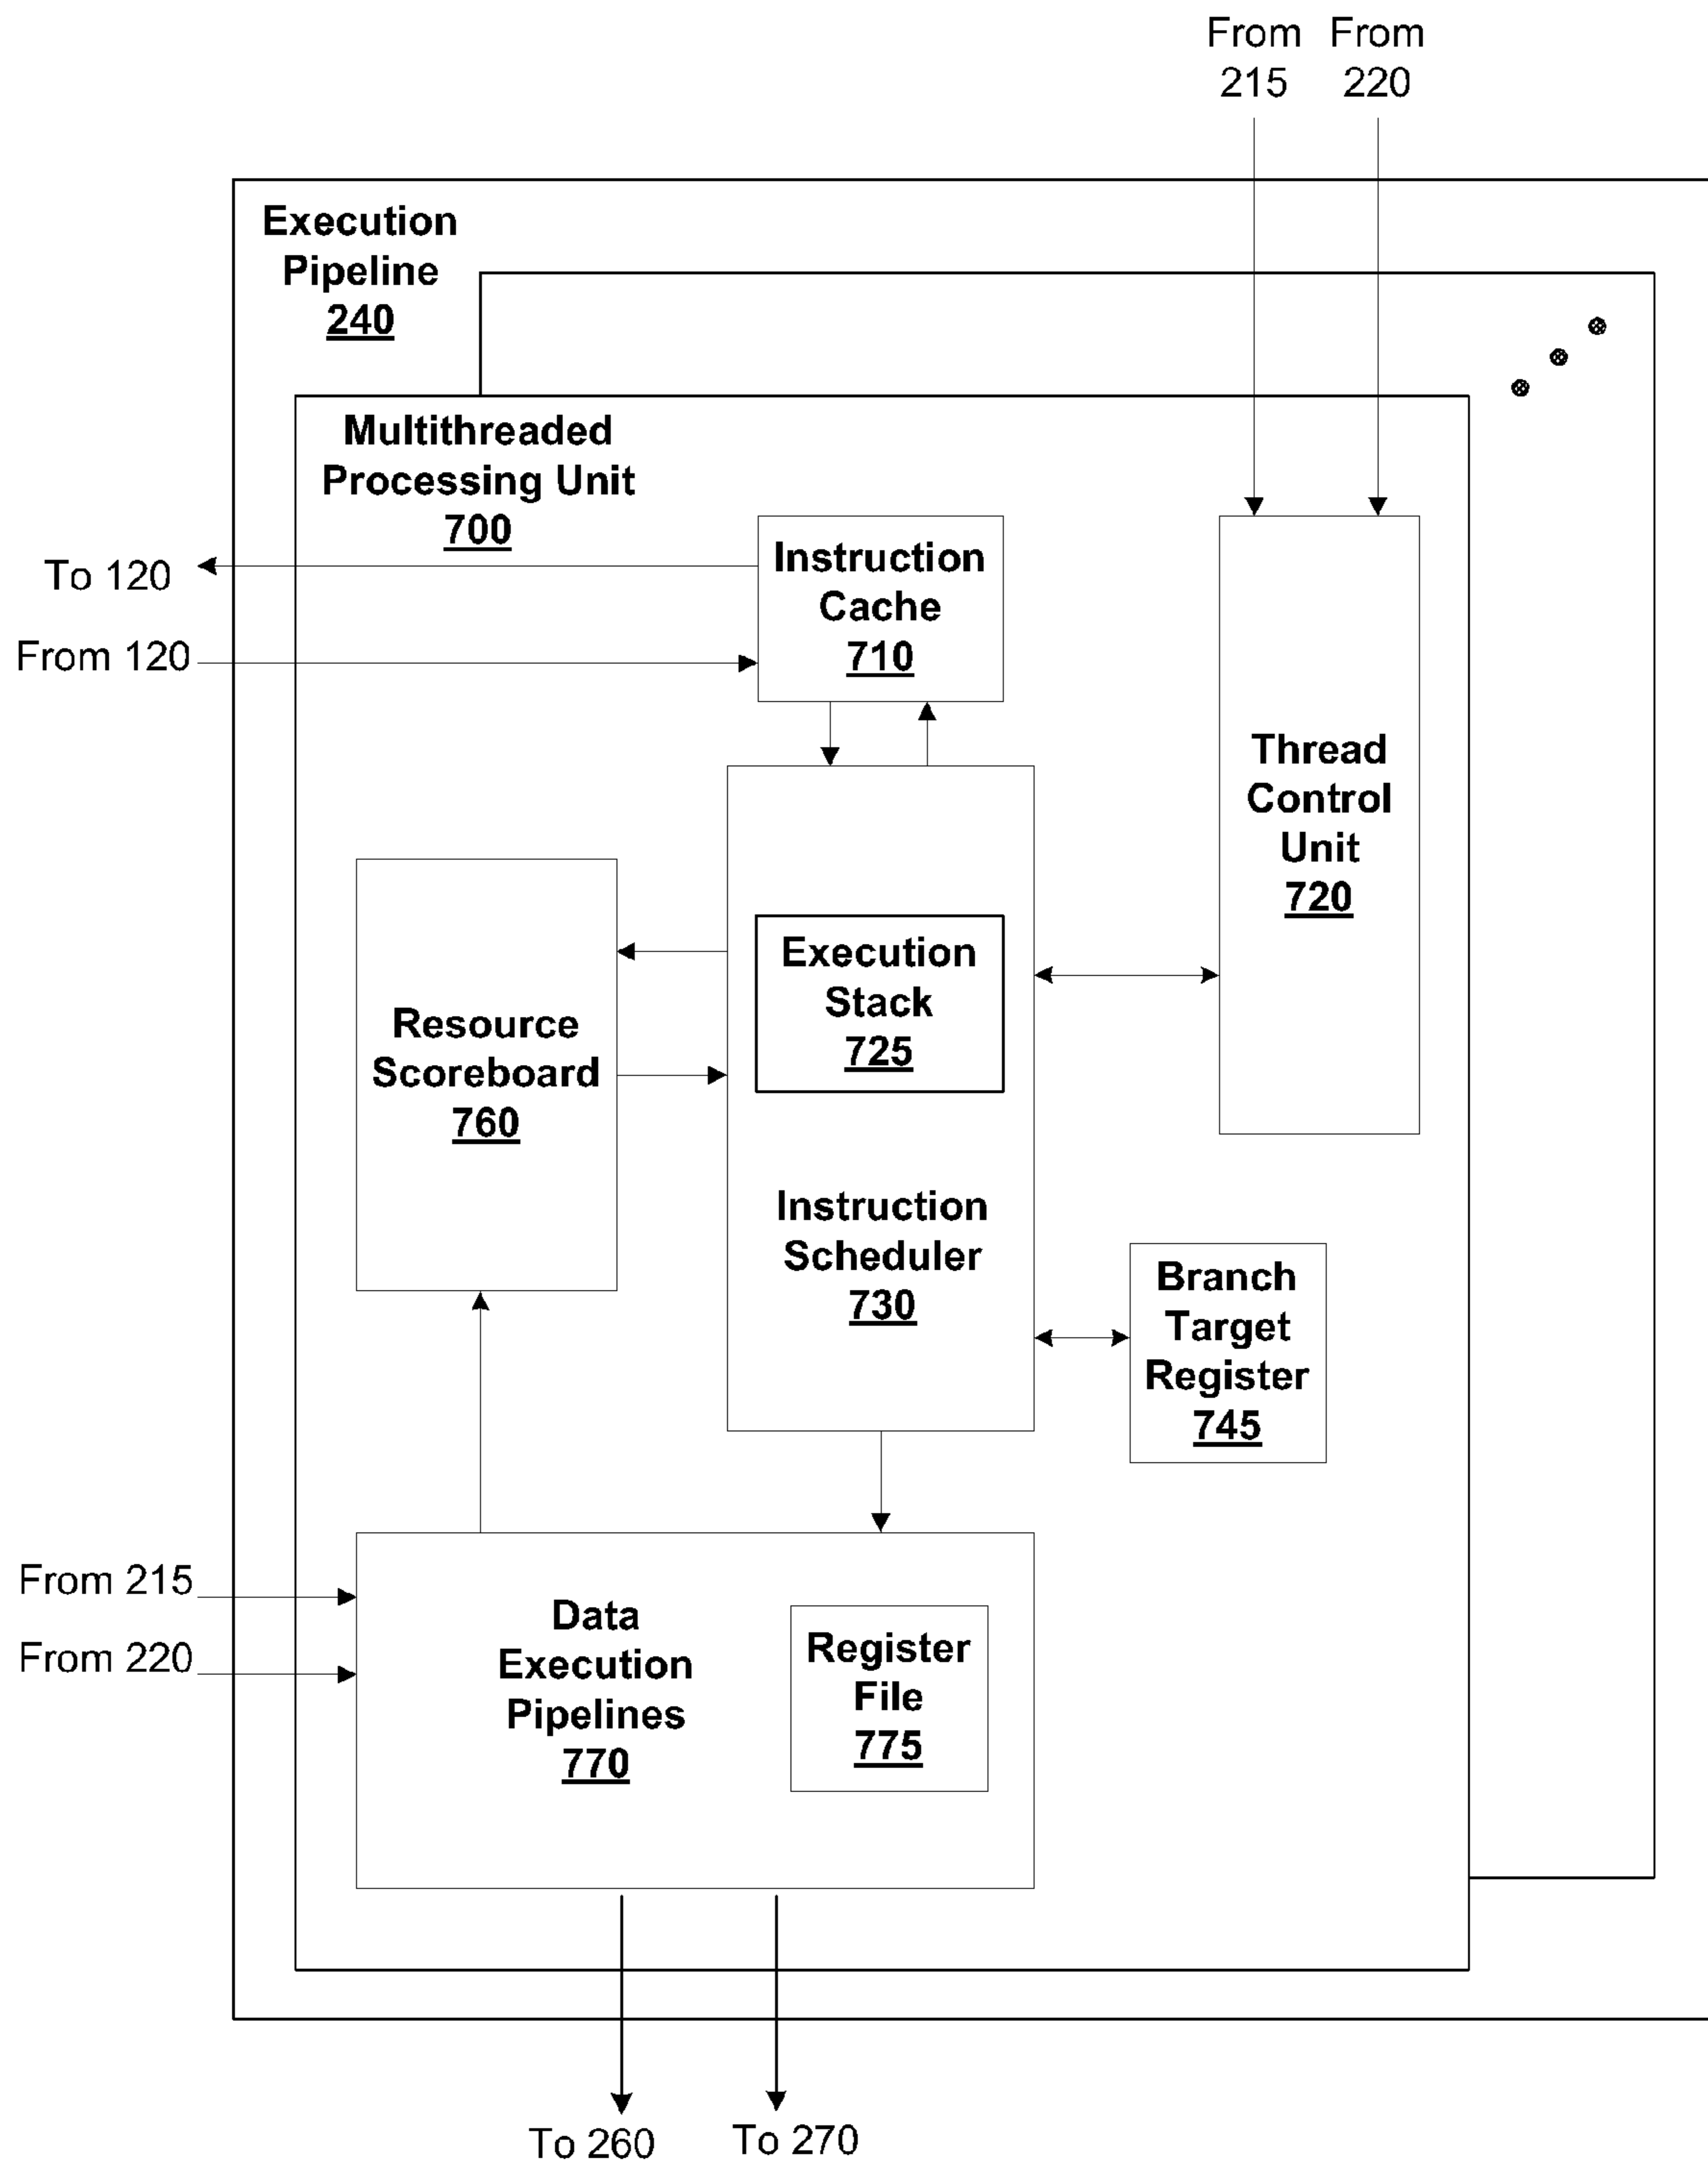 From
215
From
220
Execution
Pipeline
240
Multithreaded
Processing Unit
700
To 120
From 120
Instruction
Cache
710
Thread
Control
Unit
720
Execution
Stack
725
Resource
Scoreboard
760
Instruction
Scheduler
730
Branch
Target
Register
745
From 215
From 220
Data
Execution
Pipelines
770
Register
File
775
To 260
To 270